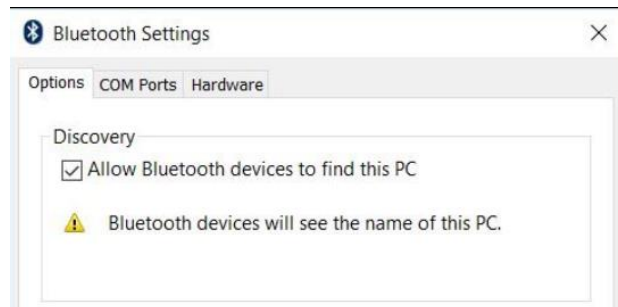 Bluetooth Settings
Options COM Ports Hardware
Discovery
Allow Bluetooth devices to find this PC
Bluetooth devices will see the name of this PC.